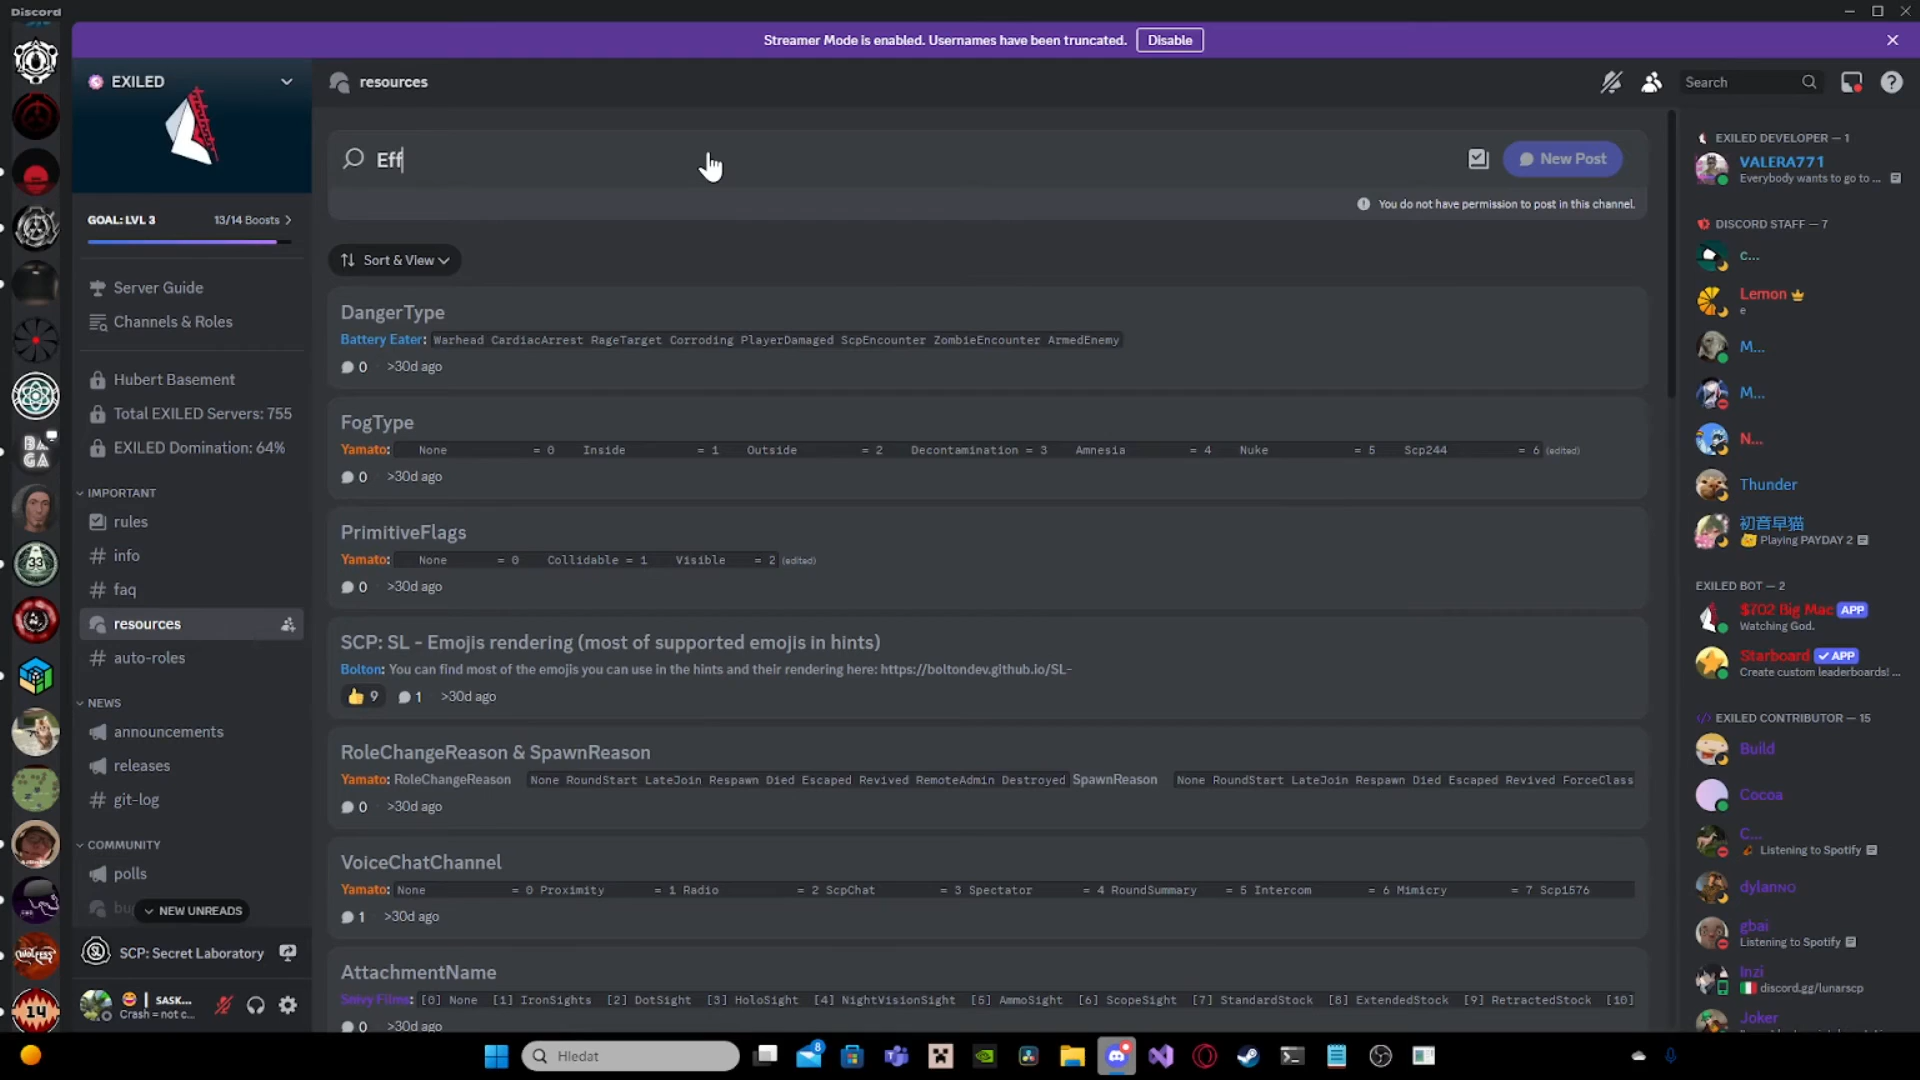 Discord
Streamer Mode is enabled. Usernames have been truncated. Disable
EXILED
GOAL: LVL 3 13/14 Boosts
Server Guide
Channels & Roles
Hubert Basement
Total EXILED Servers: 755
EXILED Domination: 64%
IMPORTANT
rules
info
faq
resources
auto-roles
NEWS
announcements
releases
git-log
COMMUNITY
polls
NEW UNREADS
SCP: Secret Laboratory
SASK...
Crash = not c...
resources
Search
Eff
New Post
You do not have permission to post in this channel.
Sort & View
DangerType
Battery Eater: Warhead CardiacArrest RageTarget Corroding PlayerDamaged ScpEncounter ZombieEncounter ArmedEnemy
0 >30d ago
FogType
Yamato: None = 0 Inside = 1 Outside = 2 Decontamination = 3 Amnesia = 4 Nuke = 5 Scp244 = 6 (edited)
0 >30d ago
PrimitiveFlags
Yamato: None = 0 Collidable = 1 Visible = 2 (edited)
0 >30d ago
SCP: SL - Emojis rendering (most of supported emojis in hints)
Bolton: You can find most of the emojis you can use in the hints and their rendering here: https://boltondev.github.io/SL-
9 1 >30d ago
RoleChangeReason & SpawnReason
Yamato: RoleChangeReason None RoundStart LateJoin Respawn Died Escaped Revived RemoteAdmin Destroyed SpawnReason None RoundStart LateJoin Respawn Died Escaped Revived ForceClass
0 >30d ago
VoiceChatChannel
Yamato: None = 0 Proximity = 1 Radio = 2 ScpChat = 3 Spectator = 4 RoundSummary = 5 Intercom = 6 Mimicry = 7 Scp1576
1 >30d ago
AttachmentName
Snivy Films: [0] None [1] IronSights [2] DotSight [3] HoloSight [4] NightVisionSight [5] AmmoSight [6] ScopeSight [7] StandardStock [8] ExtendedStock [9] RetractedStock [10]
0 >30d ago
EXILED DEVELOPER — 1
VALERA771
Everybody wants to go to ...
DISCORD STAFF — 7
c...
Lemon
e
M...
M...
N...
Thunder
初音早猫
Playing PAYDAY 2
EXILED BOT — 2
$702 Big Mac APP
Watching God.
Starboard APP
Create custom leaderboards! ...
EXILED CONTRIBUTOR — 15
Build
Cocoa
C...
Listening to Spotify
dylanNO
gbai
Listening to Spotify
Inzi
discord.gg/lunarscp
Joker
Hledat
8
BA
GA
33
WOLFESS
14
SL